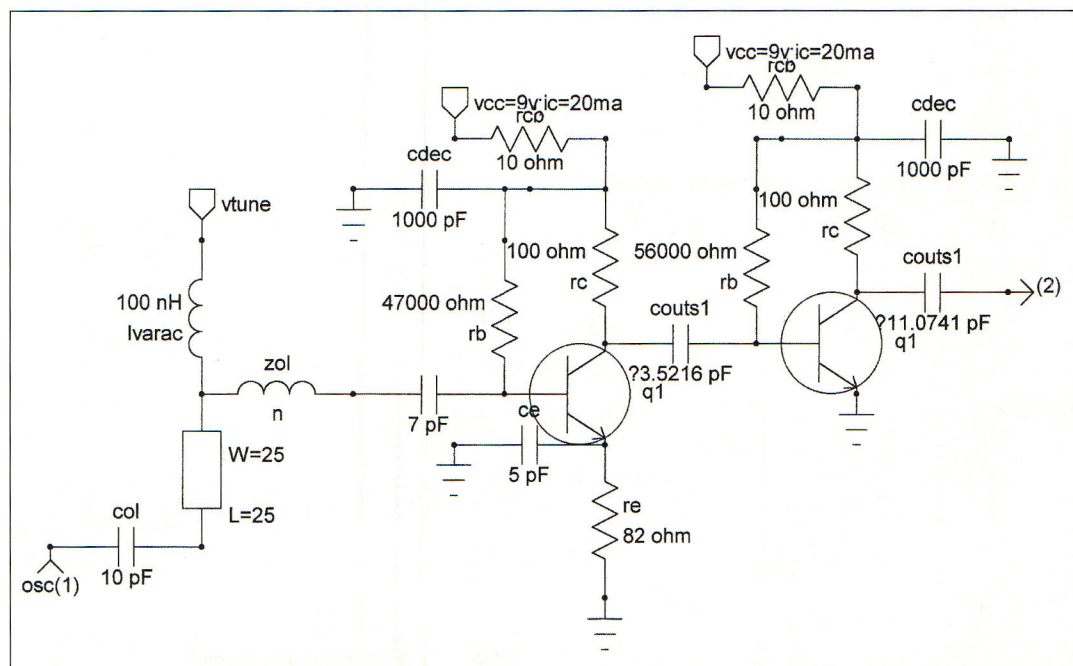 vcc=9v:ic=20ma
rcb
10 ohm
cdec
1000 pF
vcc=9v:ic=20ma
rcb
10 ohm
cdec
1000 pF
vtune
100 ohm
rc
56000 ohm
rb
100 ohm
rc
couts1
(2)
100 nH
lvarac
47000 ohm
rb
couts1
?11.0741 pF
q1
zol
n
7 pF
?3.5216 pF
q1
ce
5 pF
W=25
L=25
re
82 ohm
col
10 pF
osc(1)